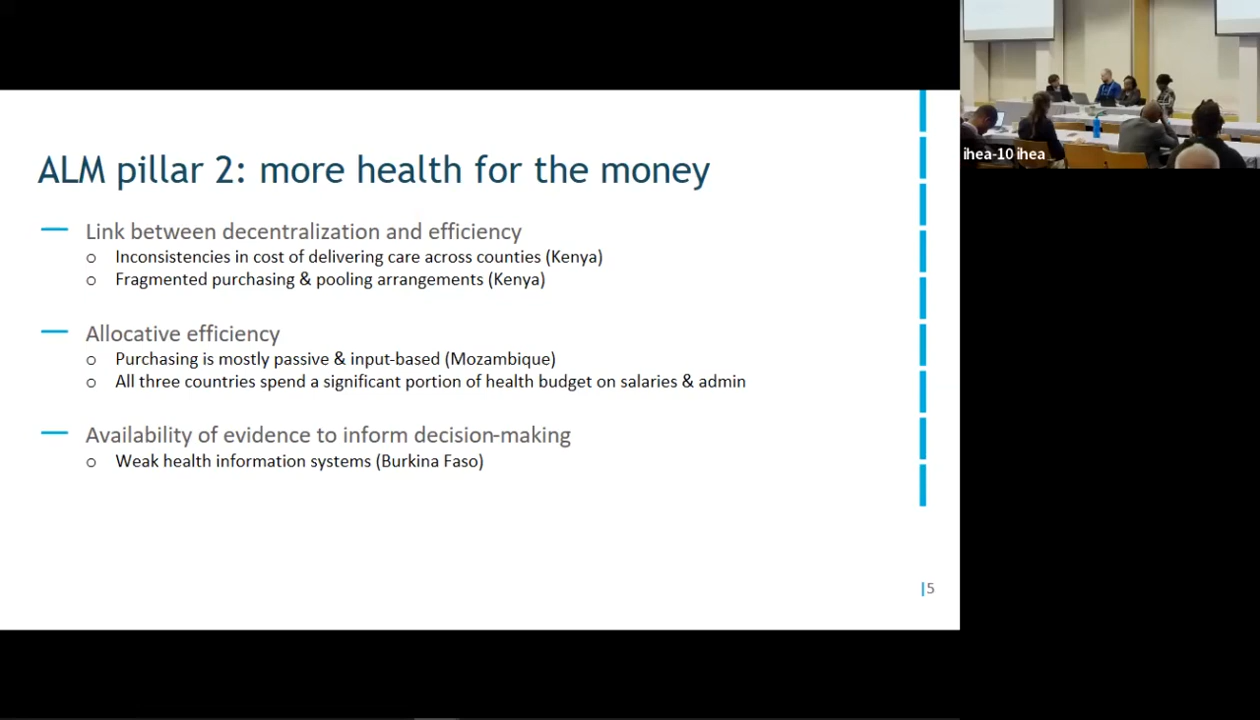 ALM pillar 2: more health for the money
Link between decentralization and efficiency
o Inconsistencies in cost of delivering care across counties (Kenya)
o Fragmented purchasing & pooling arrangements (Kenya)
Allocative efficiency
o Purchasing is mostly passive & input-based (Mozambique)
o All three countries spend a significant portion of health budget on salaries & admin
Availability of evidence to inform decision-making
o Weak health information systems (Burkina Faso)
|5
ihea-10 ihea